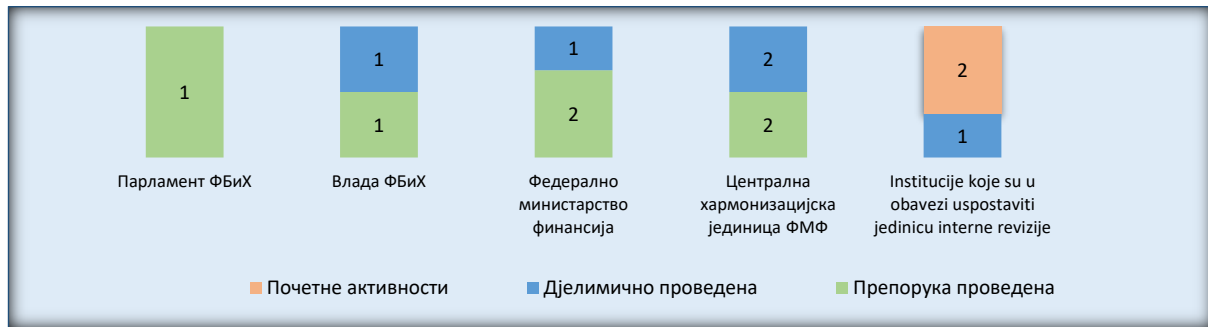 1
1
1
1
2
2
2
2
1
Парламент ФБиХ
Влада ФБиХ
Федерално
министарство
финансија
Централна
хармонизацијска
јединица ФМФ
Institucije koje su u
obavezi uspostaviti
jedinicu interne revizije
Почетне активности
Дјелимично проведена
Препорука проведена